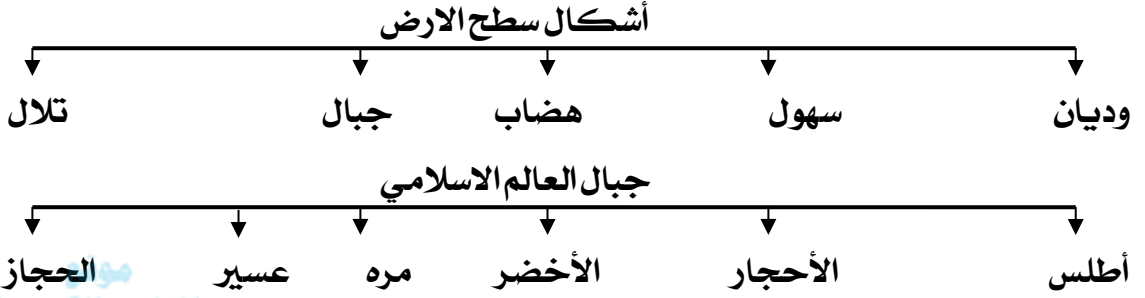 أشكال سطح الارض
وديان سهول هضاب جبال تلال
جبال العالم الاسلامي
أطلس الأحجار الأخضر مره عسير الحجاز